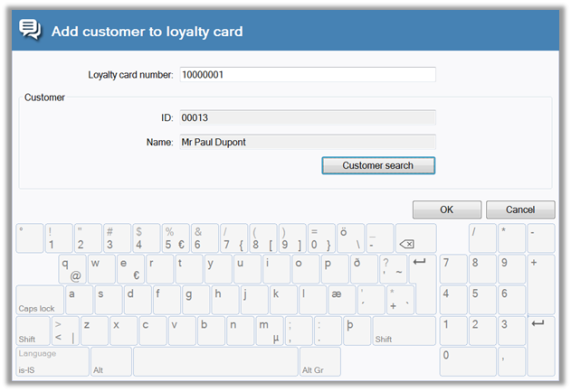 Add customer to loyalty card
Loyalty card number: 10000001
Customer
ID: 00013
Name: Mr Paul Dupont
Customer search
OK Cancel
° ! 1 " 2 # 3 $ 4 % 5 € & 6 / 7 { ( 8 [ ) 9 ] = 0 } ö \ _ - / * -
q @ w e € r t y u i o p ð ? ' ~ 7 8 9 +
Caps lock a s d f g h j k l æ ' ' * + ` 4 5 6
Shift > < | z x c v b n m µ ; , : . þ Shift 1 2 3
Language
is-IS Alt Alt Gr 0 ,